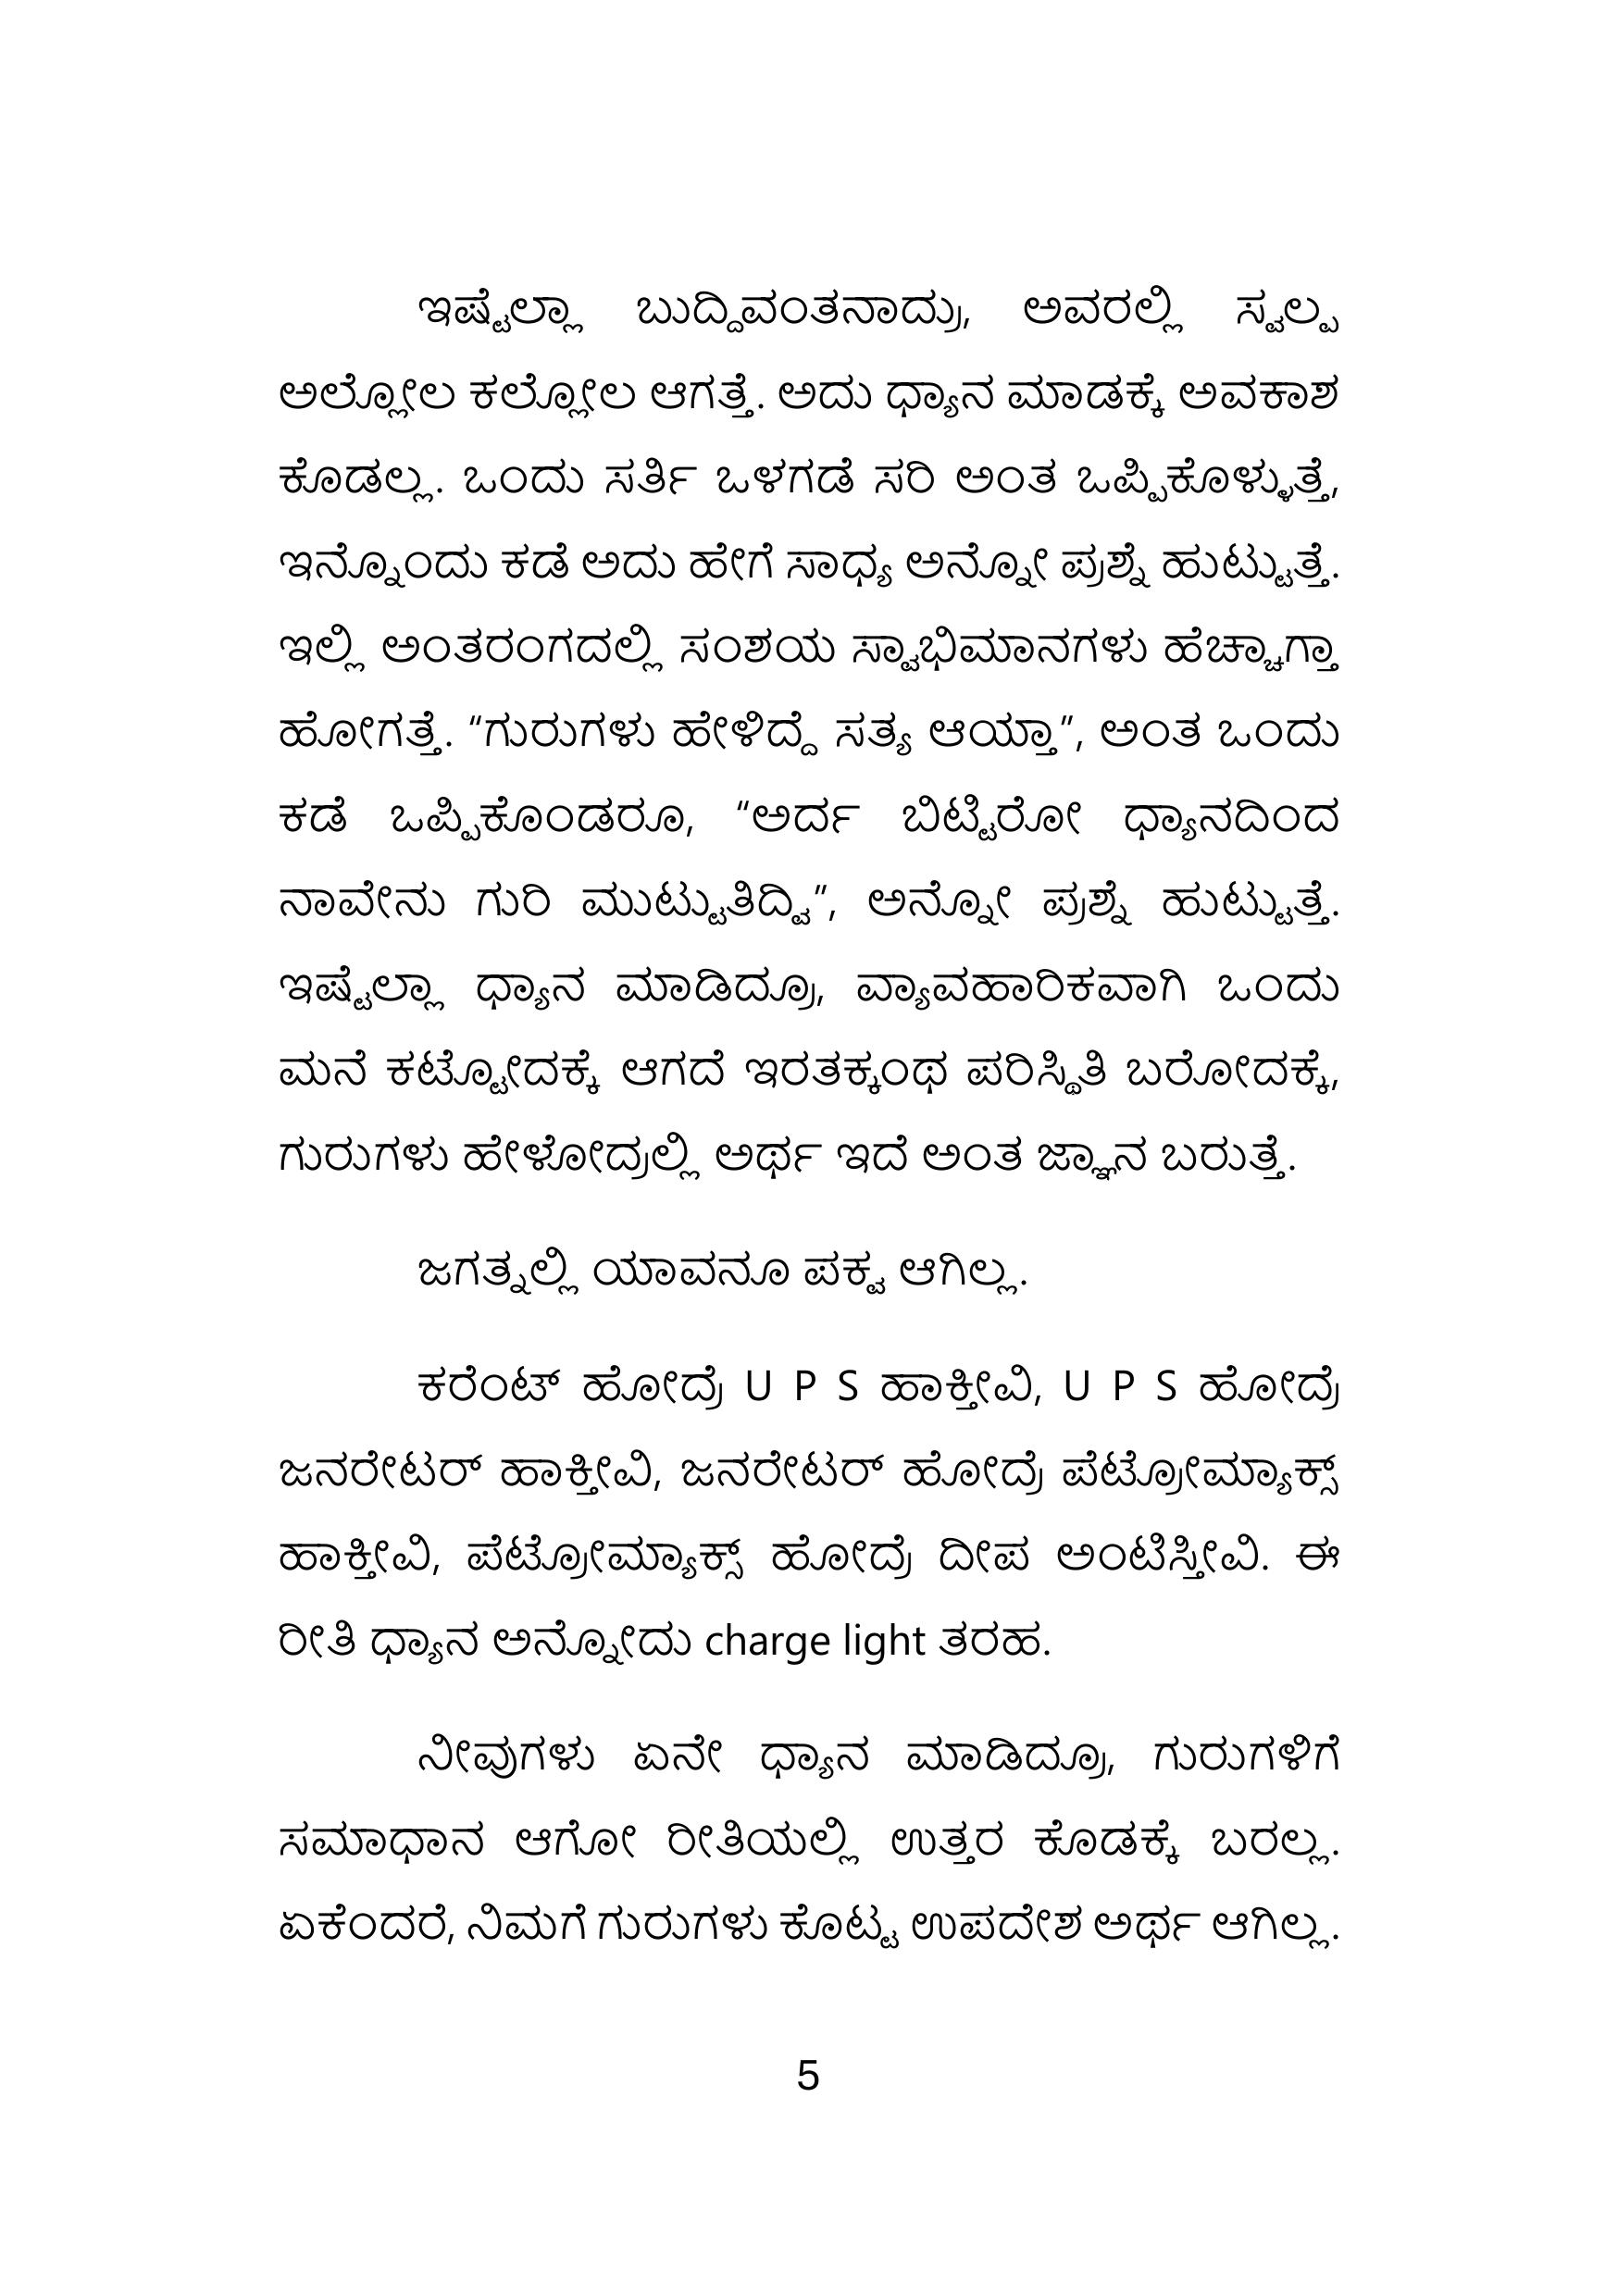 ಇಷ್ಟೆಲ್ಲಾ ಬುದ್ದಿವಂತನಾದ್ರು, ಅವರಲ್ಲಿ ಸ್ವಲ್ಪ
ಅಲ್ಲೋಲ ಕಲ್ಲೋಲ ಆಗತ್ತೆ. ಅದು ಧ್ಯಾನ ಮಾಡಕ್ಕೆ ಅವಕಾಶ
ಕೊಡಲ್ಲ. ಒಂದು ಸರ್ತಿ ಒಳಗಡೆ ಸರಿ ಅಂತ ಒಪ್ಪಿಕೊಳ್ಳುತ್ತೆ,
ಇನ್ನೊಂದು ಕಡೆ ಅದು ಹೇಗೆ ಸಾಧ್ಯ ಅನ್ನೋ ಪ್ರಶ್ನೆ ಹುಟ್ಟುತ್ತೆ.
ಇಲ್ಲಿ ಅಂತರಂಗದಲ್ಲಿ ಸಂಶಯ ಸ್ವಾಭಿಮಾನಗಳು ಹೆಚ್ಚಾಗ್ತಾ
ಹೋಗತ್ತೆ. “ಗುರುಗಳು ಹೇಳಿದ್ದೆ ಸತ್ಯ ಆಯ್ತಾ”, ಅಂತ ಒಂದು
ಕಡೆ ಒಪ್ಪಿಕೊಂಡರೂ, “ಅರ್ದ ಬಿಟ್ಟಿರೋ ಧ್ಯಾನದಿಂದ
ನಾವೇನು ಗುರಿ ಮುಟ್ಟುತಿದ್ವಿ”, ಅನ್ನೋ ಪ್ರಶ್ನೆ ಹುಟ್ಟುತ್ತೆ.
ಇಷ್ಟೆಲ್ಲಾ ಧ್ಯಾನ ಮಾಡಿದ್ರೂ, ವ್ಯಾವಹಾರಿಕವಾಗಿ ಒಂದು
ಮನೆ ಕಟ್ಟೋದಕ್ಕೆ ಆಗದೆ ಇರತಕ್ಕಂಥ ಪರಿಸ್ಥಿತಿ ಬರೋದಕ್ಕೆ,
ಗುರುಗಳು ಹೇಳೋದ್ರಲ್ಲಿ ಅರ್ಥ ಇದೆ ಅಂತ ಜ್ಞಾನ ಬರುತ್ತೆ.
ಜಗತ್ನಲ್ಲಿ ಯಾವನೂ ಪಕ್ವ ಆಗಿಲ್ಲ.
ಕರೆಂಟ್ ಹೋದ್ರೆ U P S ಹಾಕ್ತೀವಿ, U P S ಹೋದ್ರೆ
ಜನರೇಟರ್ ಹಾಕ್ತೀವಿ, ಜನರೇಟರ್ ಹೋದ್ರೆ ಪೆಟ್ರೋಮ್ಯಾಕ್ಸ್
ಹಾಕ್ತೀವಿ, ಪೆಟ್ರೋಮ್ಯಾಕ್ಸ್ ಹೋದ್ರೆ ದೀಪ ಅಂಟಿಸ್ತೀವಿ. ಈ
ರೀತಿ ಧ್ಯಾನ ಅನ್ನೋದು charge light ತರಹ.
ನೀವುಗಳು ಏನೇ ಧ್ಯಾನ ಮಾಡಿದ್ರೂ, ಗುರುಗಳಿಗೆ
ಸಮಾಧಾನ ಆಗೋ ರೀತಿಯಲ್ಲಿ ಉತ್ತರ ಕೊಡಕ್ಕೆ ಬರಲ್ಲ.
ಏಕೆಂದರೆ, ನಿಮಗೆ ಗುರುಗಳು ಕೊಟ್ಟ ಉಪದೇಶ ಅರ್ಥ ಆಗಿಲ್ಲ.
5